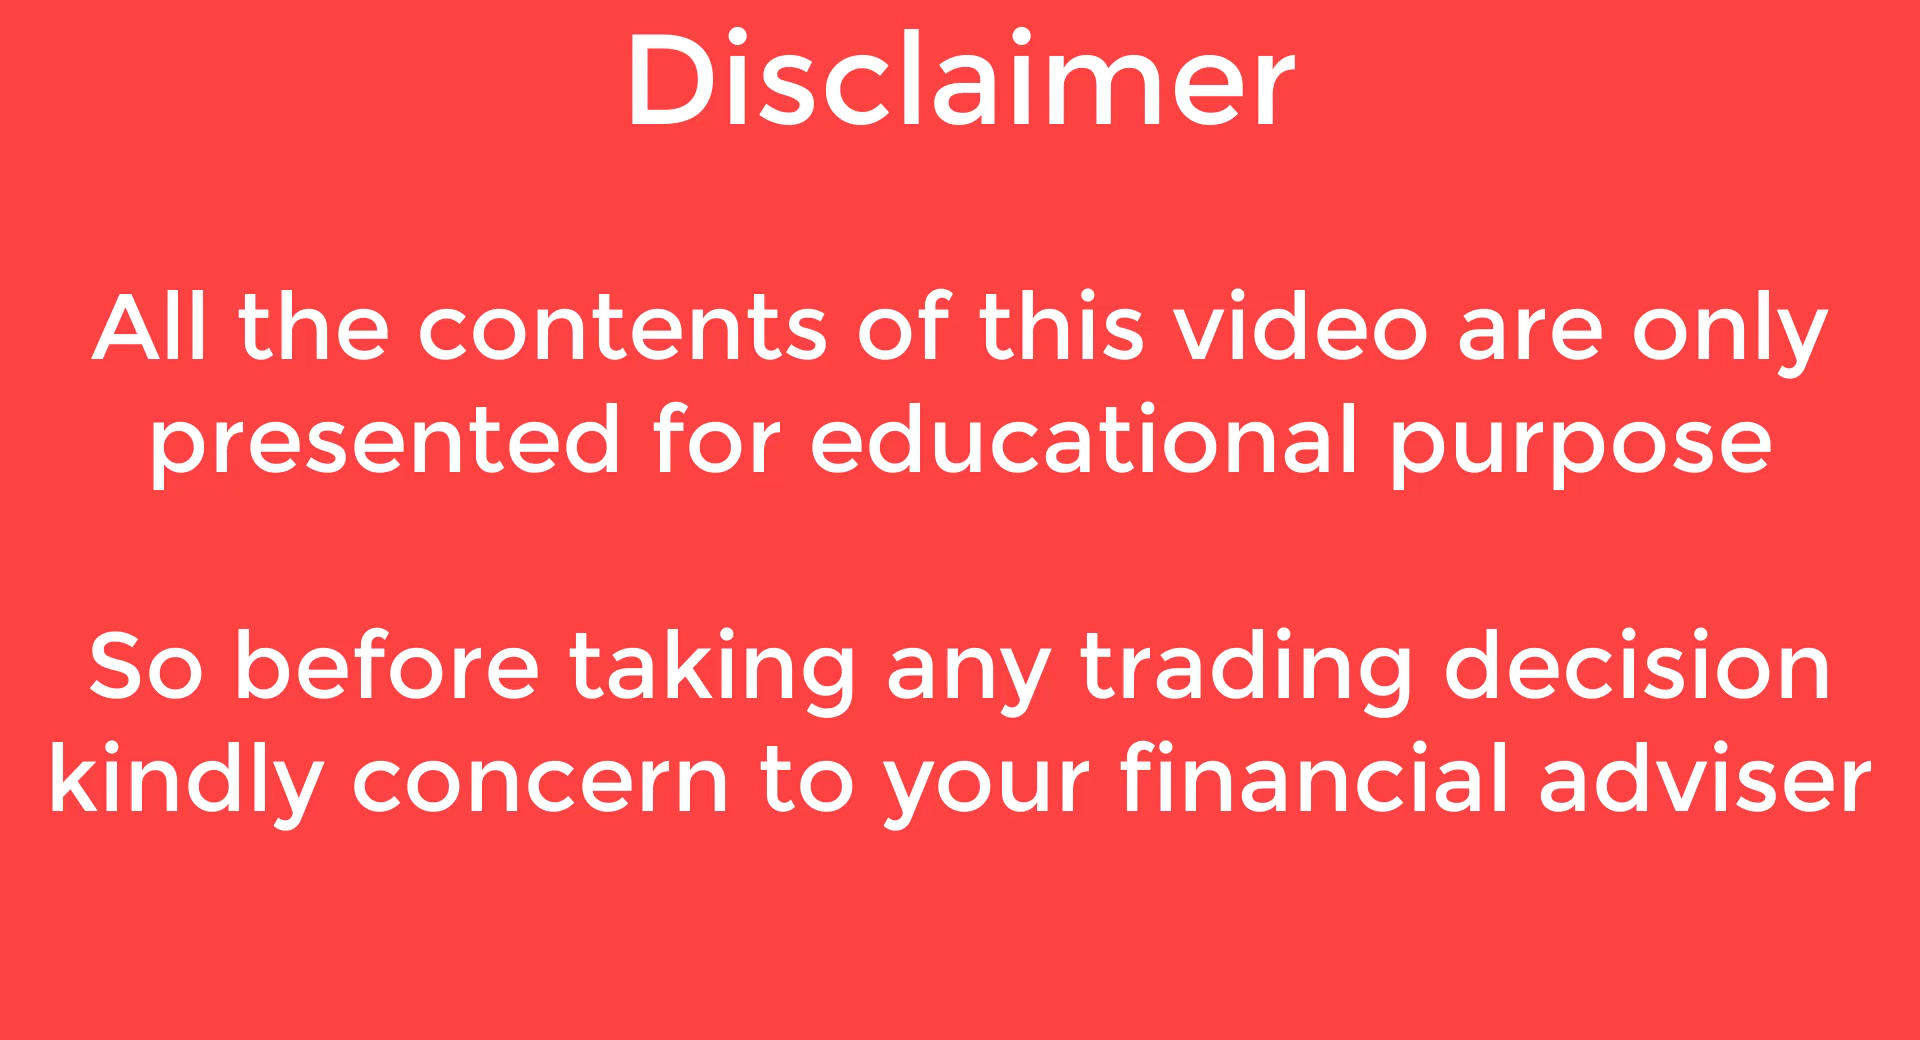 Disclaimer
All the contents of this video are only
presented for educational purpose
So before taking any trading decision
kindly concern to your financial adviser